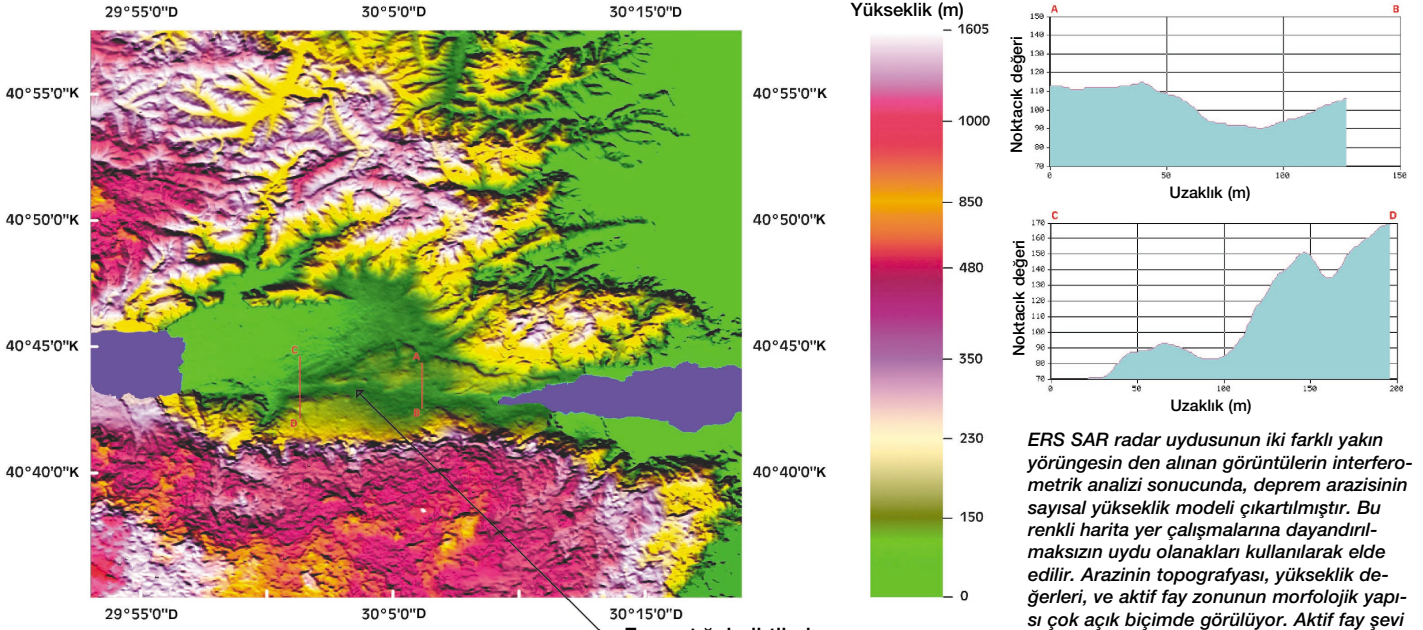 29°55'0"D
30°5'0"D
30°15'0"D
40°55'0"K
40°50'0"K
40°45'0"K
40°40'0"K
40°55'0"K
40°50'0"K
40°45'0"K
40°40'0"K
C
D
A
B
29°55'0"D
30°5'0"D
30°15'0"D
Yükseklik (m)
1605
1000
850
480
350
230
150
0
A
B
Noktacık değeri
150
140
130
120
110
100
90
80
70
0
50
100
150
Uzaklık (m)
C
D
Noktacık değeri
170
160
150
140
130
120
110
100
90
80
70
0
50
100
150
200
Uzaklık (m)
ERS SAR radar uydusunun iki farklı yakın
yörüngesin den alınan görüntülerin interfero-
metrik analizi sonucunda, deprem arazisinin
sayısal yükseklik modeli çıkartılmıştır. Bu
renkli harita yer çalışmalarına dayandırıl-
maksızın uydu olanakları kullanılarak elde
edilir. Arazinin topografyası, yükseklik de-
ğerleri, ve aktif fay zonunun morfolojik yapı-
sı çok açık biçimde görülüyor. Aktif fay şevi